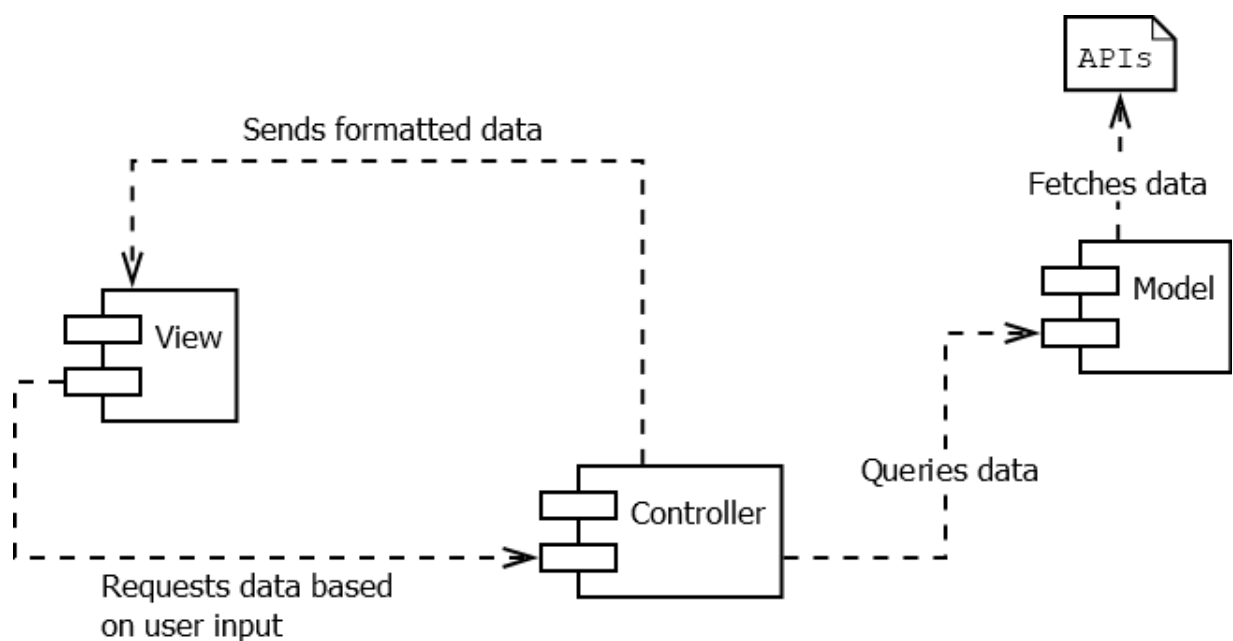 APIs
Sends formatted data
Fetches data
Model
View
Queries data
Controller
Requests data based
on user input